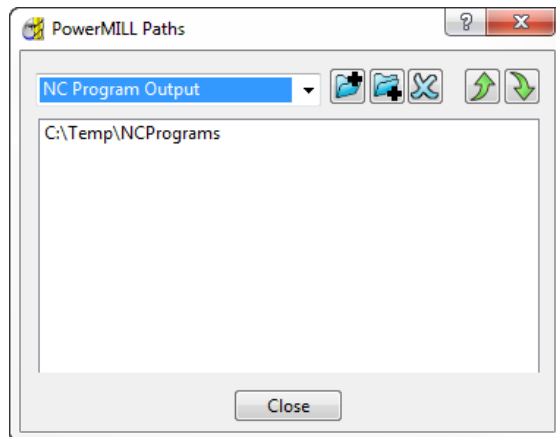 PowerMILL Paths
?
NC Program Output
C:\Temp\NCPrograms
Close